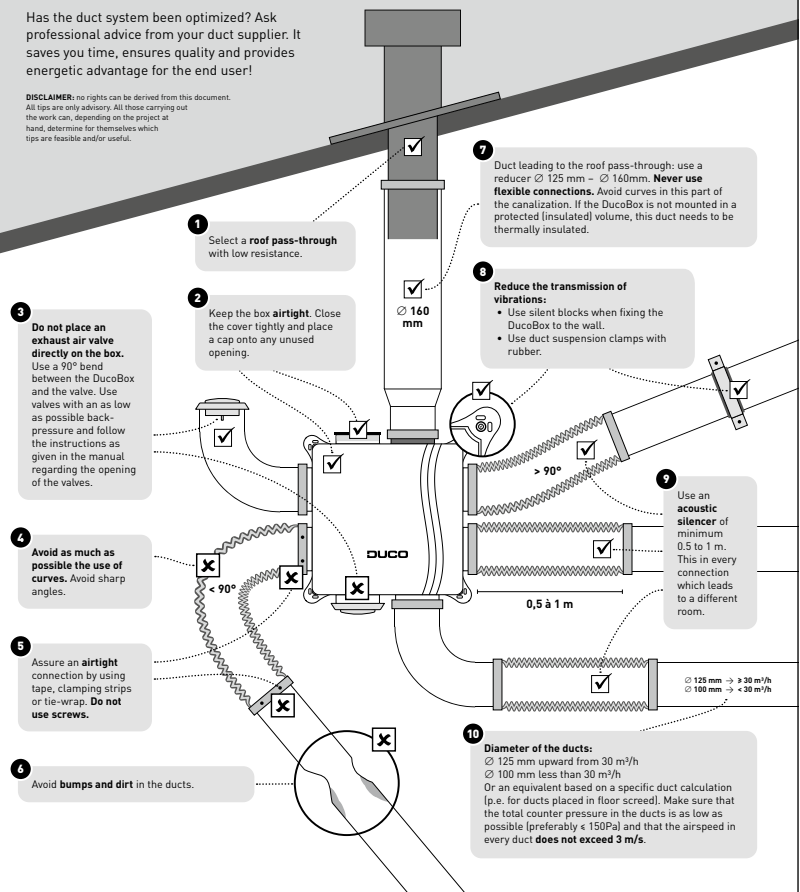 Has the duct system been optimized? Ask
professional advice from your duct supplier. It
saves you time, ensures quality and provides
energetic advantage for the end user!
DISCLAIMER: no rights can be derived from this document.
All tips are only advisory. All those carrying out
the work can, depending on the project at
hand, determine for themselves which
tips are feasible and/or useful.
1
Select a roof pass-through
with low resistance.
2
Keep the box airtight. Close
the cover tightly and place
a cap onto any unused
opening.
3
Do not place an
exhaust air valve
directly on the box.
Use a 90° bend
between the DucoBox
and the valve. Use
valves with an as low
as possible back-
pressure and follow
the instructions as
given in the manual
regarding the opening
of the valves.
4
Avoid as much as
possible the use of
curves. Avoid sharp
angles.
5
Assure an airtight
connection by using
tape, clamping strips
or tie-wrap. Do not
use screws.
6
Avoid bumps and dirt in the ducts.
7
Duct leading to the roof pass-through: use a
reducer ∅ 125 mm – ∅ 160mm. Never use
flexible connections. Avoid curves in this part of
the canalization. If the DucoBox is not mounted in a
protected (insulated) volume, this duct needs to be
thermally insulated.
8
Reduce the transmission of
vibrations:
• Use silent blocks when fixing the
DucoBox to the wall.
• Use duct suspension clamps with
rubber.
9
Use an
acoustic
silencer of
minimum
0.5 to 1 m.
This in every
connection
which leads
to a different
room.
10
Diameter of the ducts:
∅ 125 mm upward from 30 m³/h
∅ 100 mm less than 30 m³/h
Or an equivalent based on a specific duct calculation
(p.e. for ducts placed in floor screed). Make sure that
the total counter pressure in the ducts is as low as
possible (preferably ≤ 150Pa) and that the airspeed in
every duct does not exceed 3 m/s.
∅ 160
mm
> 90°
< 90°
DUCO
0,5 à 1 m
∅ 125 mm → ≥ 30 m³/h
∅ 100 mm → < 30 m³/h